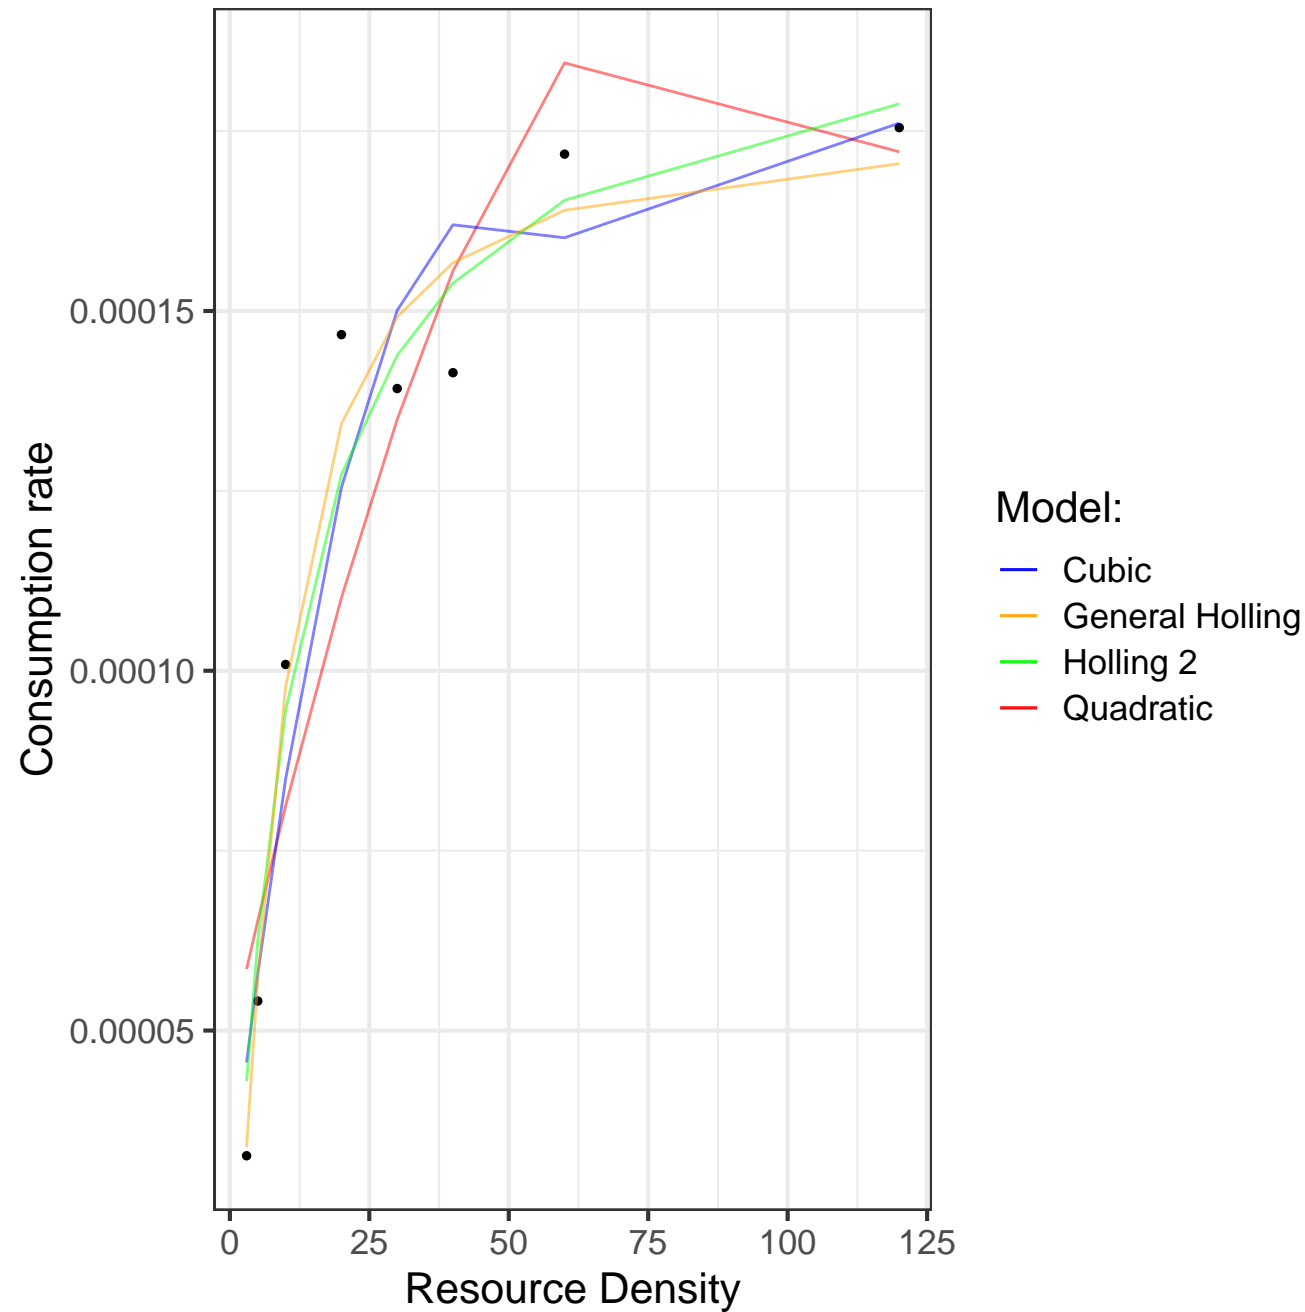 Consumption rate
0.00015
0.00010
0.00005
0 25 50 75 100 125
Resource Density
Model:
Cubic
General Holling
Holling 2
Quadratic